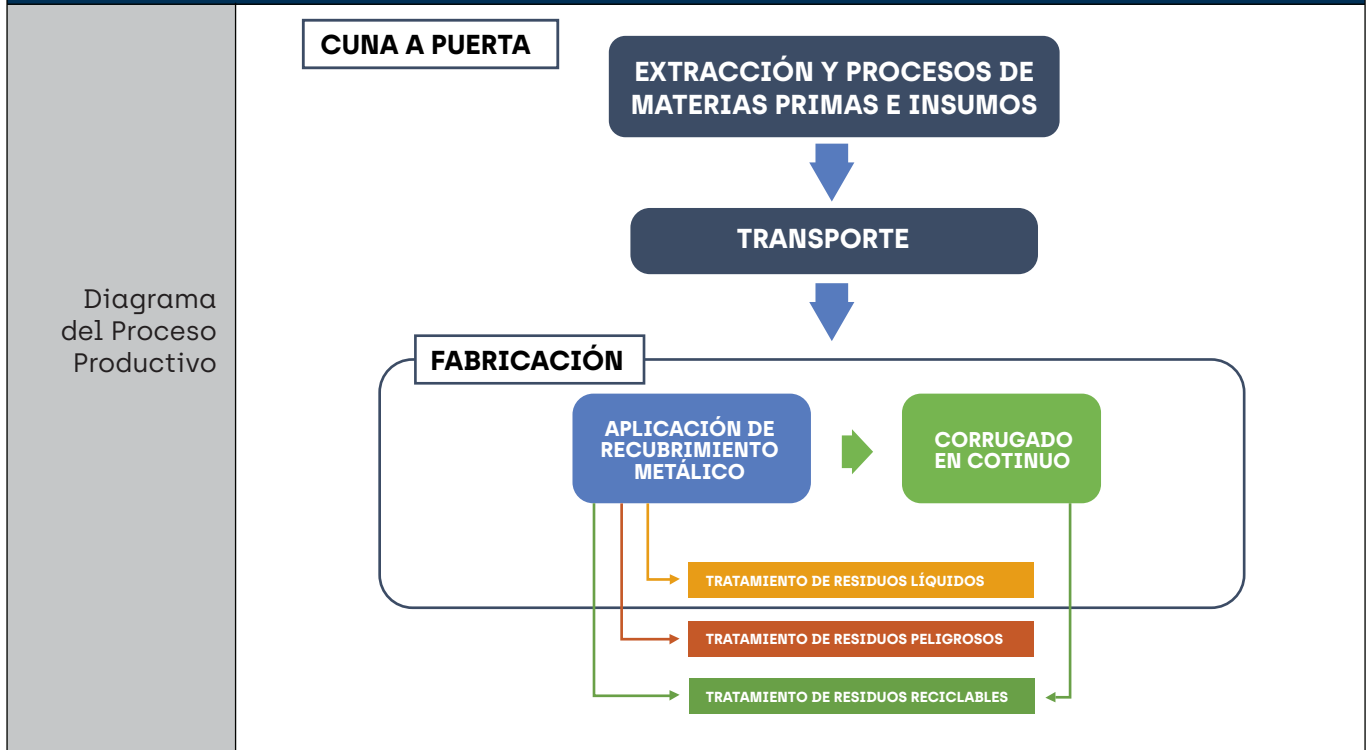 Diagrama
del Proceso
Productivo
CUNA A PUERTA
EXTRACCIÓN Y PROCESOS DE
MATERIAS PRIMAS E INSUMOS
TRANSPORTE
FABRICACIÓN
APLICACIÓN DE
RECUBRIMIENTO
METÁLICO
CORRUGADO
EN COTINUO
TRATAMIENTO DE RESIDUOS LÍQUIDOS
TRATAMIENTO DE RESIDUOS PELIGROSOS
TRATAMIENTO DE RESIDUOS RECICLABLES